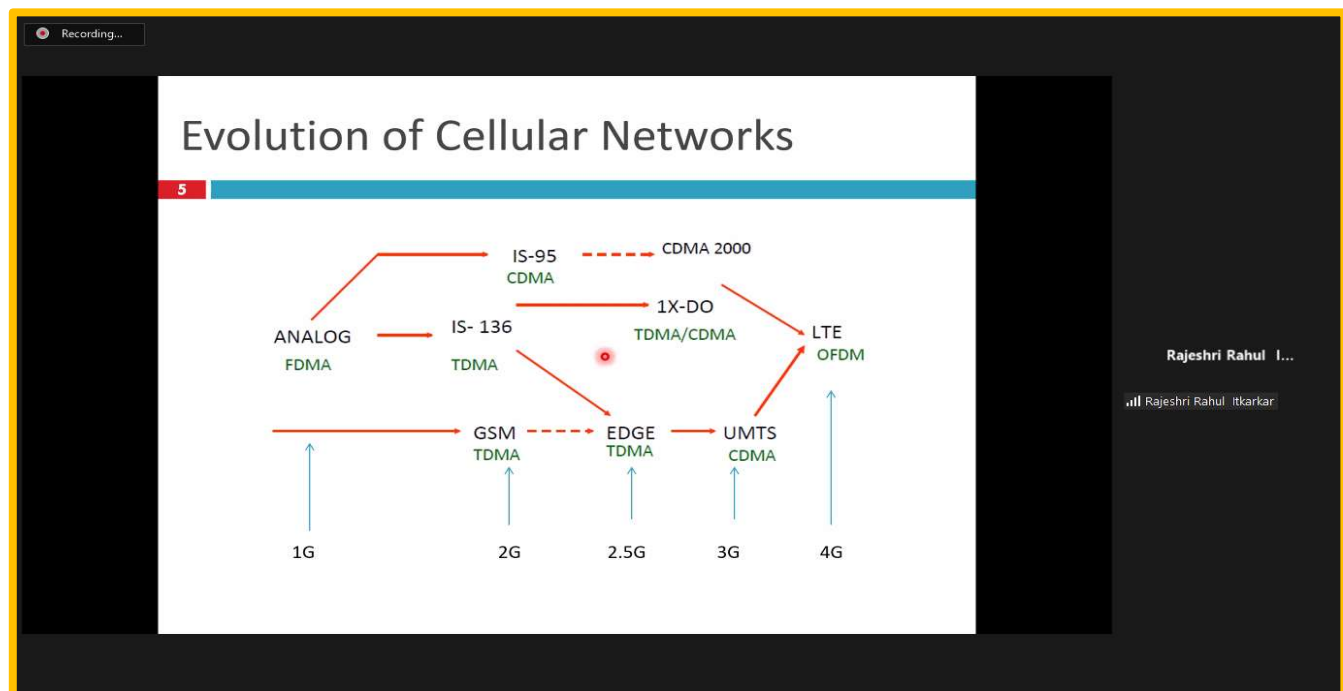 Recording...
Evolution of Cellular Networks
5
IS-95
CDMA
CDMA 2000
1X-DO
TDMA/CDMA
ANALOG
FDMA
IS- 136
TDMA
LTE
OFDM
GSM
TDMA
EDGE
TDMA
UMTS
CDMA
1G 2G 2.5G 3G 4G
Rajeshri Rahul I...
Rajeshri Rahul Itkarkar